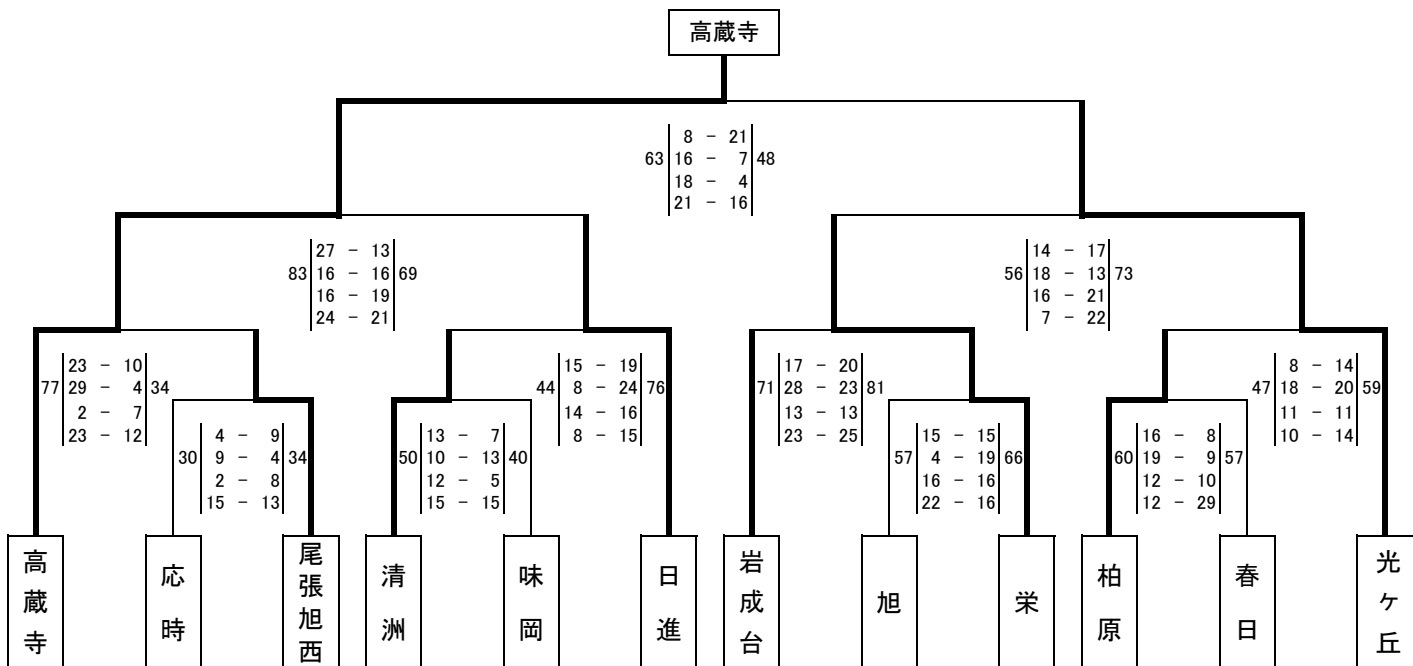 高蔵寺
8 - 21
63 16 - 7 48
18 - 4
21 - 16
27 - 13
83 16 - 16 69
16 - 19
24 - 21
14 - 17
56 18 - 13 73
16 - 21
7 - 22
23 - 10
77 29 - 4 34
2 - 7
23 - 12
15 - 19
44 8 - 24 76
14 - 16
8 - 15
17 - 20
71 28 - 23 81
13 - 13
23 - 25
8 - 14
47 18 - 20 59
11 - 11
10 - 14
4 - 9
30 9 - 4 34
2 - 8
15 - 13
13 - 7
50 10 - 13 40
12 - 5
15 - 15
15 - 15
57 4 - 19 66
16 - 16
22 - 16
16 - 8
60 19 - 9 57
12 - 10
12 - 29
高蔵寺
応時
尾張旭西
清洲
味岡
日進
岩成台
旭
栄
柏原
春日
光ヶ丘